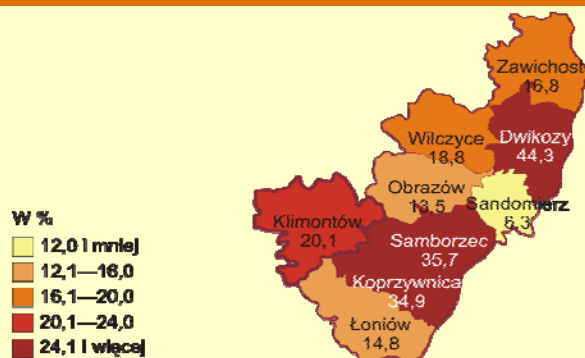 Zawichost
16,8
Wilczyce
18,8
Dwikozy
44,3
Obrazów
13,5
Sandomierz
6,3
Klimontów
20,1
Samborzec
35,7
Koprzywnica
34,9
Łoniów
14,8
W %
12,0 i mniej
12,1—16,0
16,1—20,0
20,1—24,0
24,1 i więcej